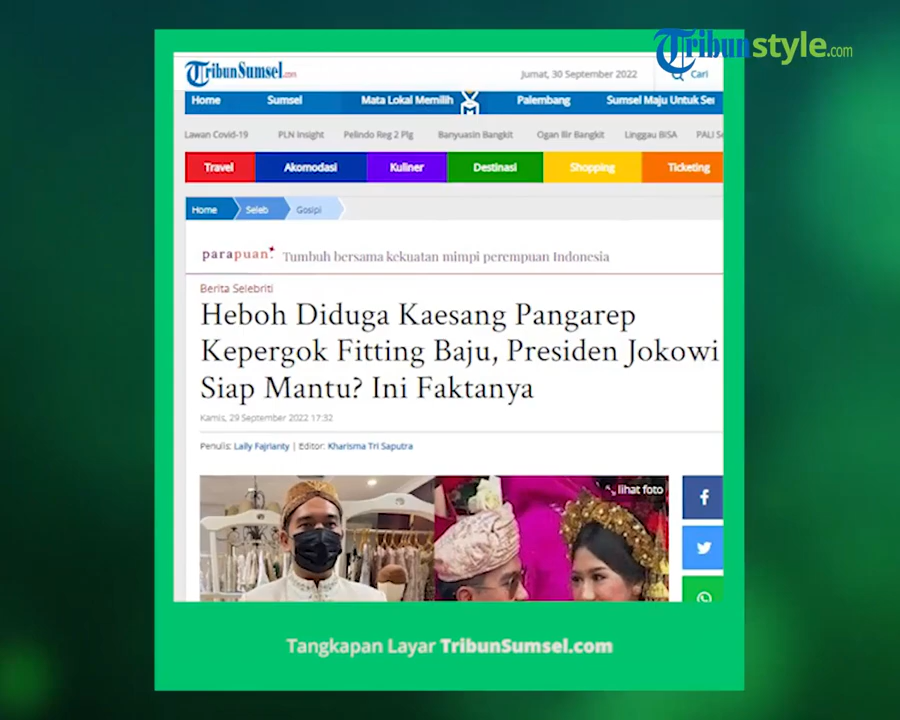 Tribunstyle.com
TribunSumsel.com
Jumat, 30 September 2022
Cari
Home Sumsel Mata Lokal Memilih Palembang Sumsel Maju Untuk Se
Lawan Covid-19 PLN Insight Pelindo Reg 2 Plg Banyuasin Bangkit Ogan Ilir Bangkit Linggau BISA PALI Se
Travel Akomodasi Kuliner Destinasi Shopping Ticketing
Home Seleb Gosipi
parapuan. Tumbuh bersama kekuatan mimpi perempuan Indonesia
Berita Selebriti
Heboh Diduga Kaesang Pangarep
Kepergok Fitting Baju, Presiden Jokowi
Siap Mantu? Ini Faktanya
Kamis, 29 September 2022 17:32
Penulis: Laily Fajrianty | Editor: Kharisma Tri Saputra
lihat foto
Tangkapan Layar TribunSumsel.com